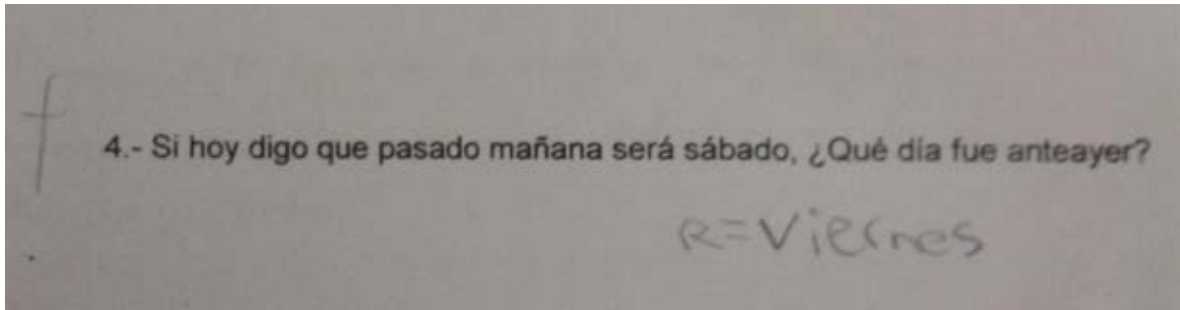 4.- Si hoy digo que pasado mañana será sábado, ¿Qué día fue anteayer?
R=Viernes